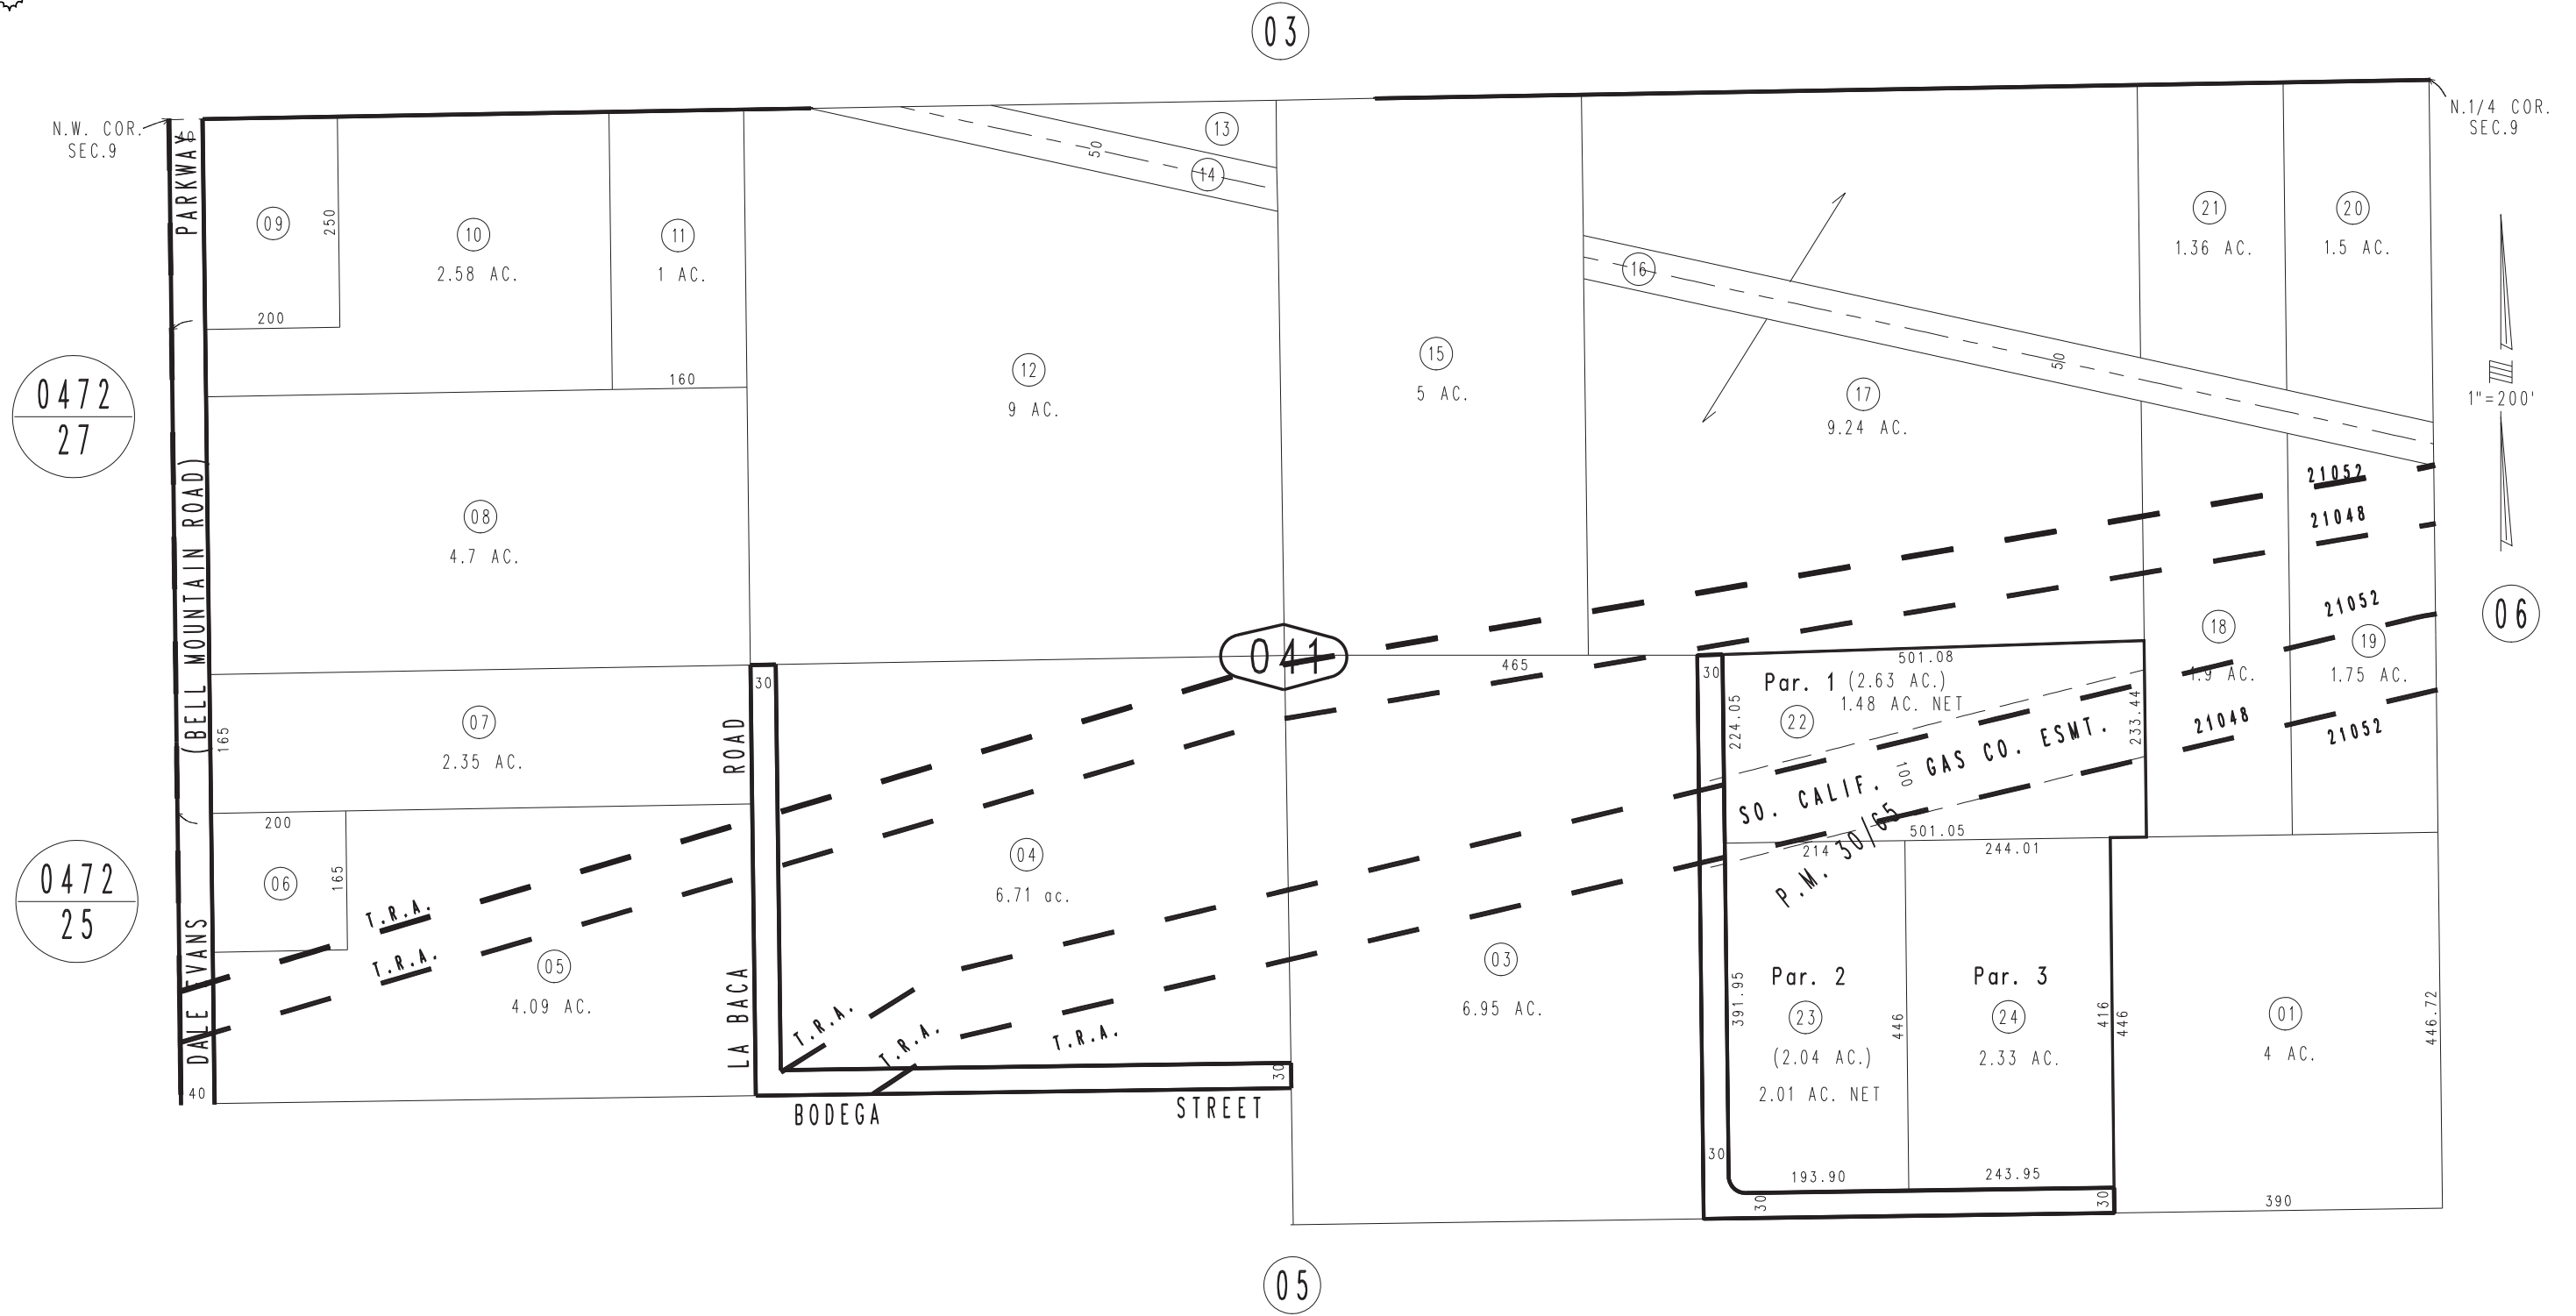 03
N.W. COR.
SEC.9
N.1/4 COR.
SEC.9
40
PARKWAY
(BELL MOUNTAIN ROAD)
DALE EVANS
40
0472
27
0472
25
09
250
200
10
2.58 AC.
11
1 AC.
160
13
50
14
12
9 AC.
15
5 AC.
16
50
17
9.24 AC.
21
1.36 AC.
20
1.5 AC.
1"=200'
08
4.7 AC.
21052
21048
21052
06
041
465
18
1.9 AC.
19
1.75 AC.
21048
21052
07
2.35 AC.
165
30
ROAD
LA BACA
30
501.08
Par. 1 (2.63 AC.)
1.48 AC. NET
22
224.05
233.44
SO. CALIF. GAS CO. ESMT.
100
501.05
P.M. 30/65
200
06
165
T.R.A.
T.R.A.
05
4.09 AC.
04
6.71 ac.
T.R.A.
T.R.A.
T.R.A.
30
BODEGA STREET
03
6.95 AC.
214
244.01
391.95
Par. 2
23
(2.04 AC.)
2.01 AC. NET
446
Par. 3
24
2.33 AC.
416
446
01
4 AC.
446.72
30
193.90
243.95
30
30
390
05